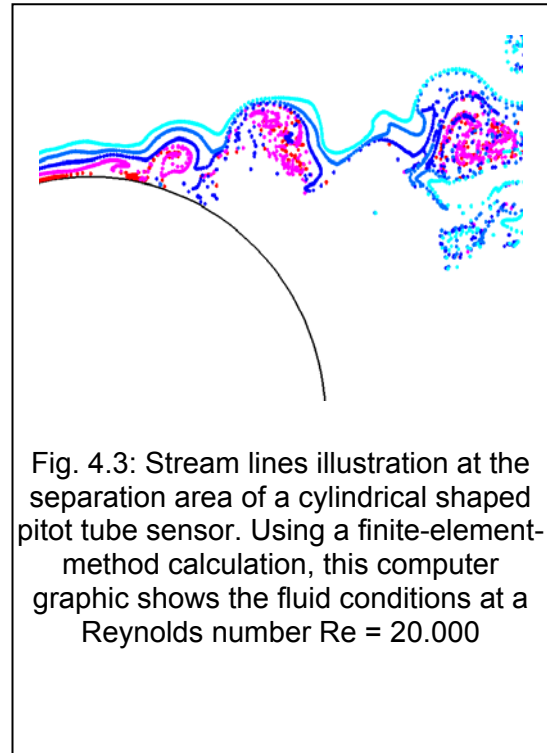 Fig. 4.3: Stream lines illustration at the
separation area of a cylindrical shaped
pitot tube sensor. Using a finite-element-
method calculation, this computer
graphic shows the fluid conditions at a
Reynolds number Re = 20.000